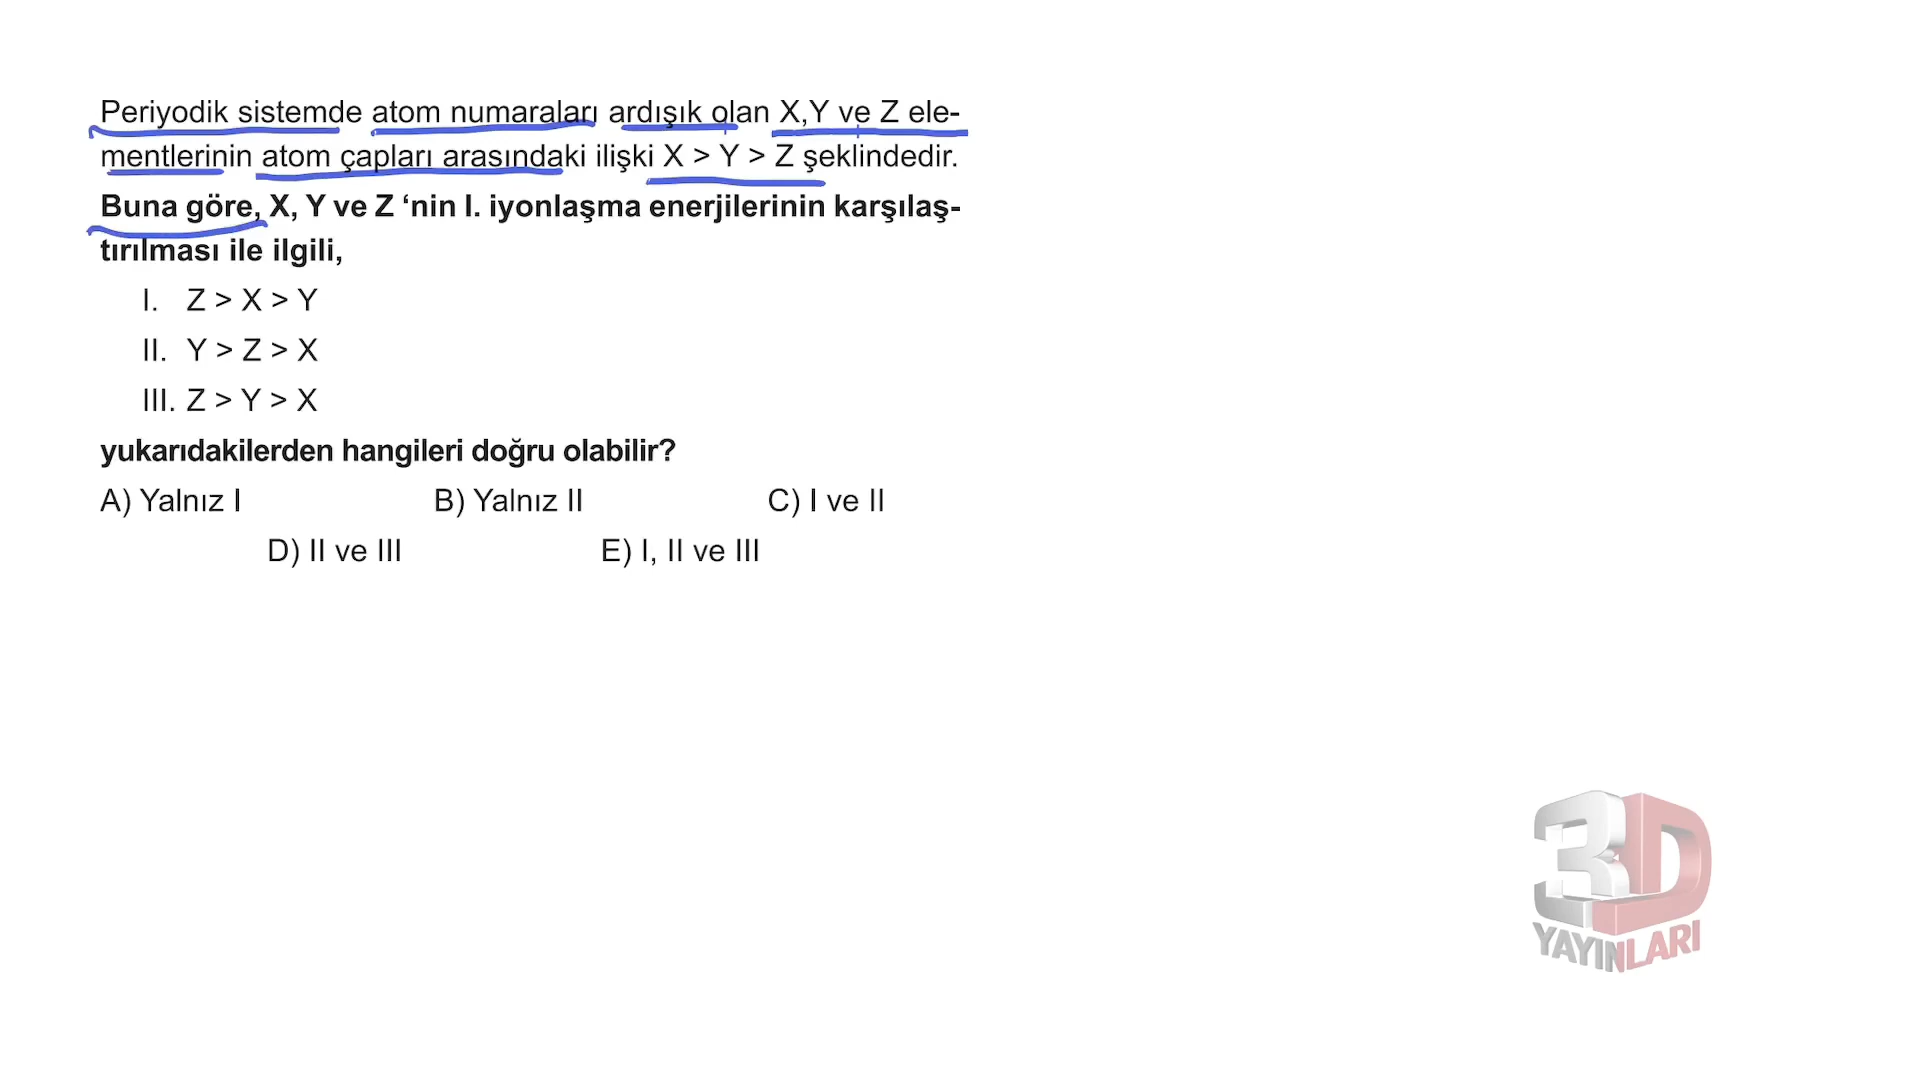 Periyodik sistemde atom numaraları ardışık olan X,Y ve Z ele-
mentlerinin atom çapları arasındaki ilişki X > Y > Z şeklindedir.
Buna göre, X, Y ve Z ‘nin I. iyonlaşma enerjilerinin karşılaş-
tırılması ile ilgili,
I. Z > X > Y
II. Y > Z > X
III. Z > Y > X
yukarıdakilerden hangileri doğru olabilir?
A) Yalnız I B) Yalnız II C) I ve II
D) II ve III E) I, II ve III
3D
YAYINLARI